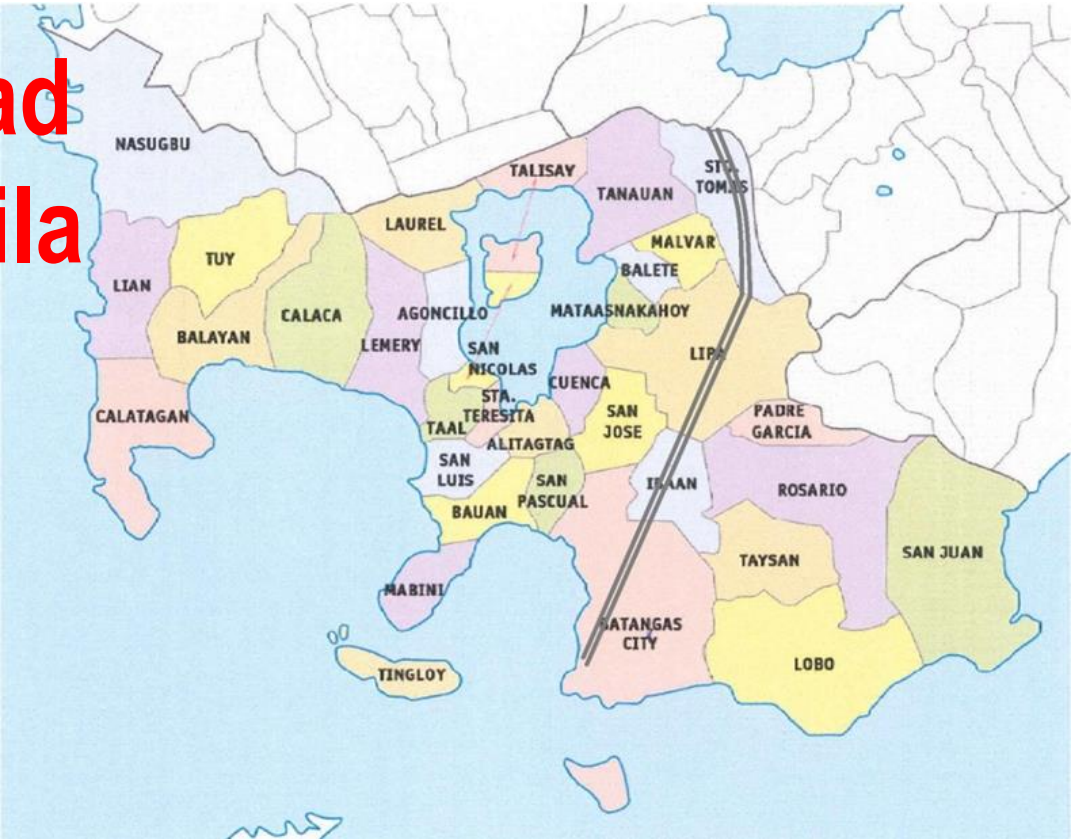 ad
ila
NASUGBU
TALISAY
TANAUAN
TOMAS
LAUREL
MALVAR
TUY
BALETE
LIAN
AGONCILLO
MATAASNAKAHOY
CALACA
BALAYAN
LEMERY
SAN
NICOLAS
LIPA
CUENCA
STA.
TERESITA
CALATAGAN
TAAL
SAN
JOSE
PADRE
GARCIA
ALITAGTAG
SAN
LUIS
SAN
PASCUAL
IBAAN
ROSARIO
BAUAN
SAN JUAN
TAYSAN
MABINI
BATANGAS
CITY
LOBO
TINGLOY